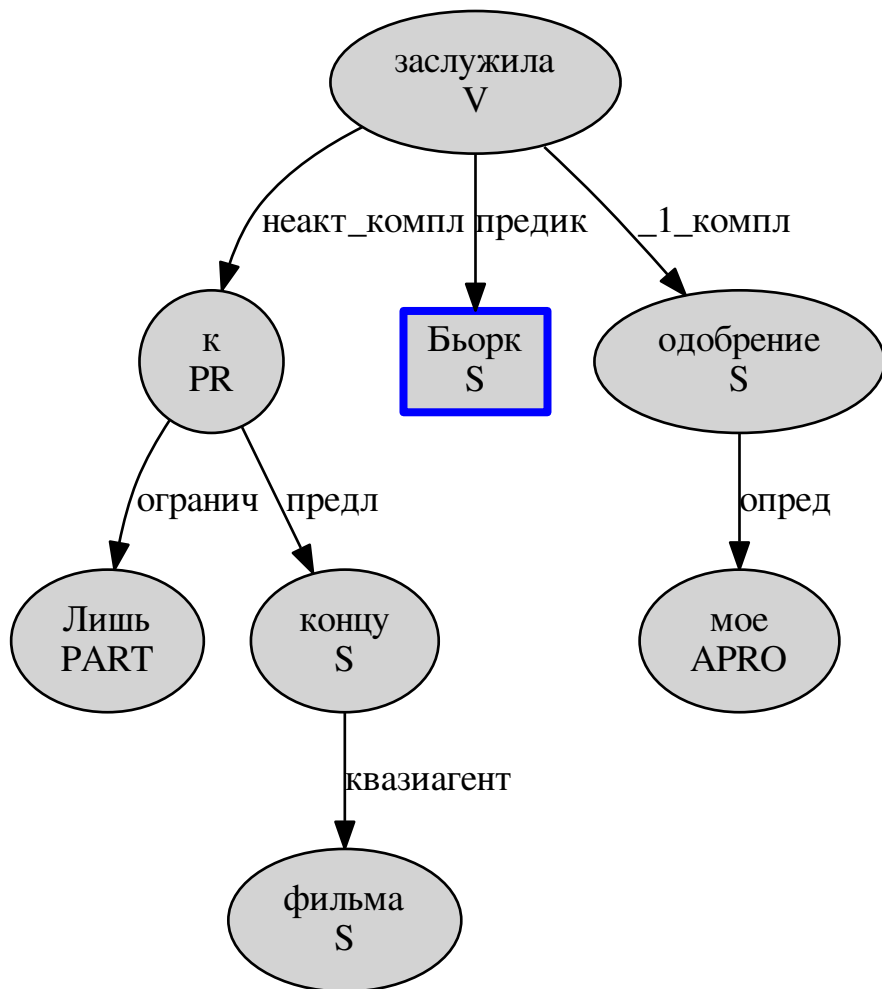 заслужила
V
неакт_компл
предик
_1_компл
к
PR
Бьорк
S
одобрение
S
огранич
предл
опред
Лишь
PART
концу
S
мое
APRO
квазиагент
фильма
S